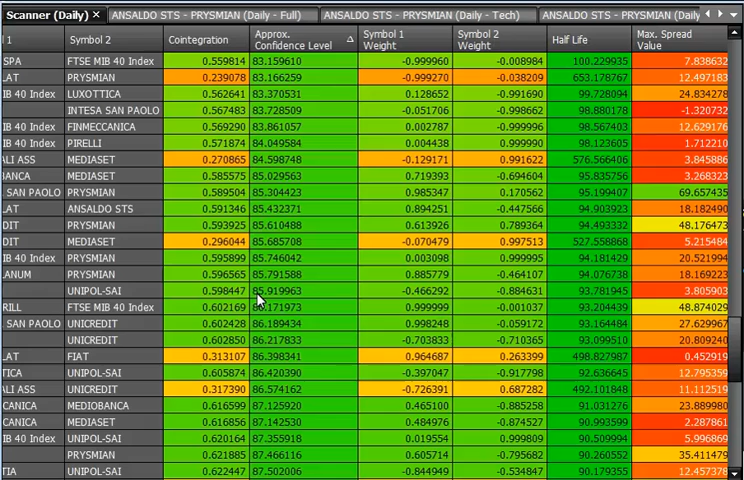 Scanner (Daily) × ANSALDO STS - PRYSMIAN (Daily - Full) ANSALDO STS - PRYSMIAN (Daily - Tech) ANSALDO STS - PRYSMIAN (Daily
l 1 Symbol 2 Cointegration Approx. Confidence Level Symbol 1 Weight Symbol 2 Weight Half Life Max. Spread Value
SPA FTSE MIB 40 Index 0.559814 83.159610 -0.999960 -0.008984 100.229935 7.838632
LAT PRYSMIAN 0.239078 83.166259 -0.999270 -0.038209 653.178767 12.497183
IB 40 Index LUXOTTICA 0.562641 83.370531 0.128652 -0.991690 99.728094 24.834278
INTESA SAN PAOLO 0.567483 83.728509 -0.051706 -0.998662 98.880178 -1.320732
IB 40 Index FINMECCANICA 0.569290 83.861057 0.002787 -0.999996 98.567403 12.629176
IB 40 Index PIRELLI 0.571874 84.049584 0.004438 0.999990 98.123605 1.712210
ALI ASS MEDIASET 0.270865 84.598748 -0.129171 0.991622 576.566406 3.845886
BANCA MEDIASET 0.585575 85.029563 0.719393 -0.694604 95.835756 3.268323
SAN PAOLO PRYSMIAN 0.589504 85.304423 0.985347 0.170562 95.199407 69.657435
LAT ANSALDO STS 0.591346 85.432371 0.894251 -0.447566 94.903923 18.182490
DIT PRYSMIAN 0.593925 85.610488 0.613926 0.789364 94.493332 48.176473
DIT MEDIASET 0.296044 85.685708 -0.070479 0.997513 527.558868 5.215484
IB 40 Index PRYSMIAN 0.595899 85.746042 0.003098 0.999995 94.181429 20.521994
LANUM PRYSMIAN 0.596565 85.791588 0.885779 -0.464107 94.076738 18.169223
UNIPOL-SAI 0.598447 85.919963 -0.466292 -0.884631 93.781945 3.805903
RILL FTSE MIB 40 Index 0.602169 86.171973 0.999999 -0.001037 93.204439 48.874029
SAN PAOLO UNICREDIT 0.602428 86.189434 0.998248 -0.059172 93.164484 27.629967
UNICREDIT 0.602850 86.217833 -0.703833 -0.710365 93.099510 20.809240
LAT FIAT 0.313107 86.398341 0.964687 0.263399 498.827987 0.452919
TICA UNIPOL-SAI 0.605874 86.420390 -0.397047 -0.917798 92.636645 12.795359
ALI ASS UNICREDIT 0.317390 86.574162 -0.726391 0.687282 492.101848 11.112519
CANICA MEDIOBANCA 0.616599 87.125920 0.465100 -0.885258 91.031276 23.889980
CANICA MEDIASET 0.616856 87.142530 0.484976 -0.874527 90.993599 2.287861
IB 40 Index UNIPOL-SAI 0.620164 87.355918 0.019554 0.999809 90.509994 5.996869
PRYSMIAN 0.621885 87.466116 0.605714 -0.795682 90.260552 35.411479
TIA UNIPOL-SAI 0.622447 87.502006 -0.844949 -0.534847 90.179355 12.457378